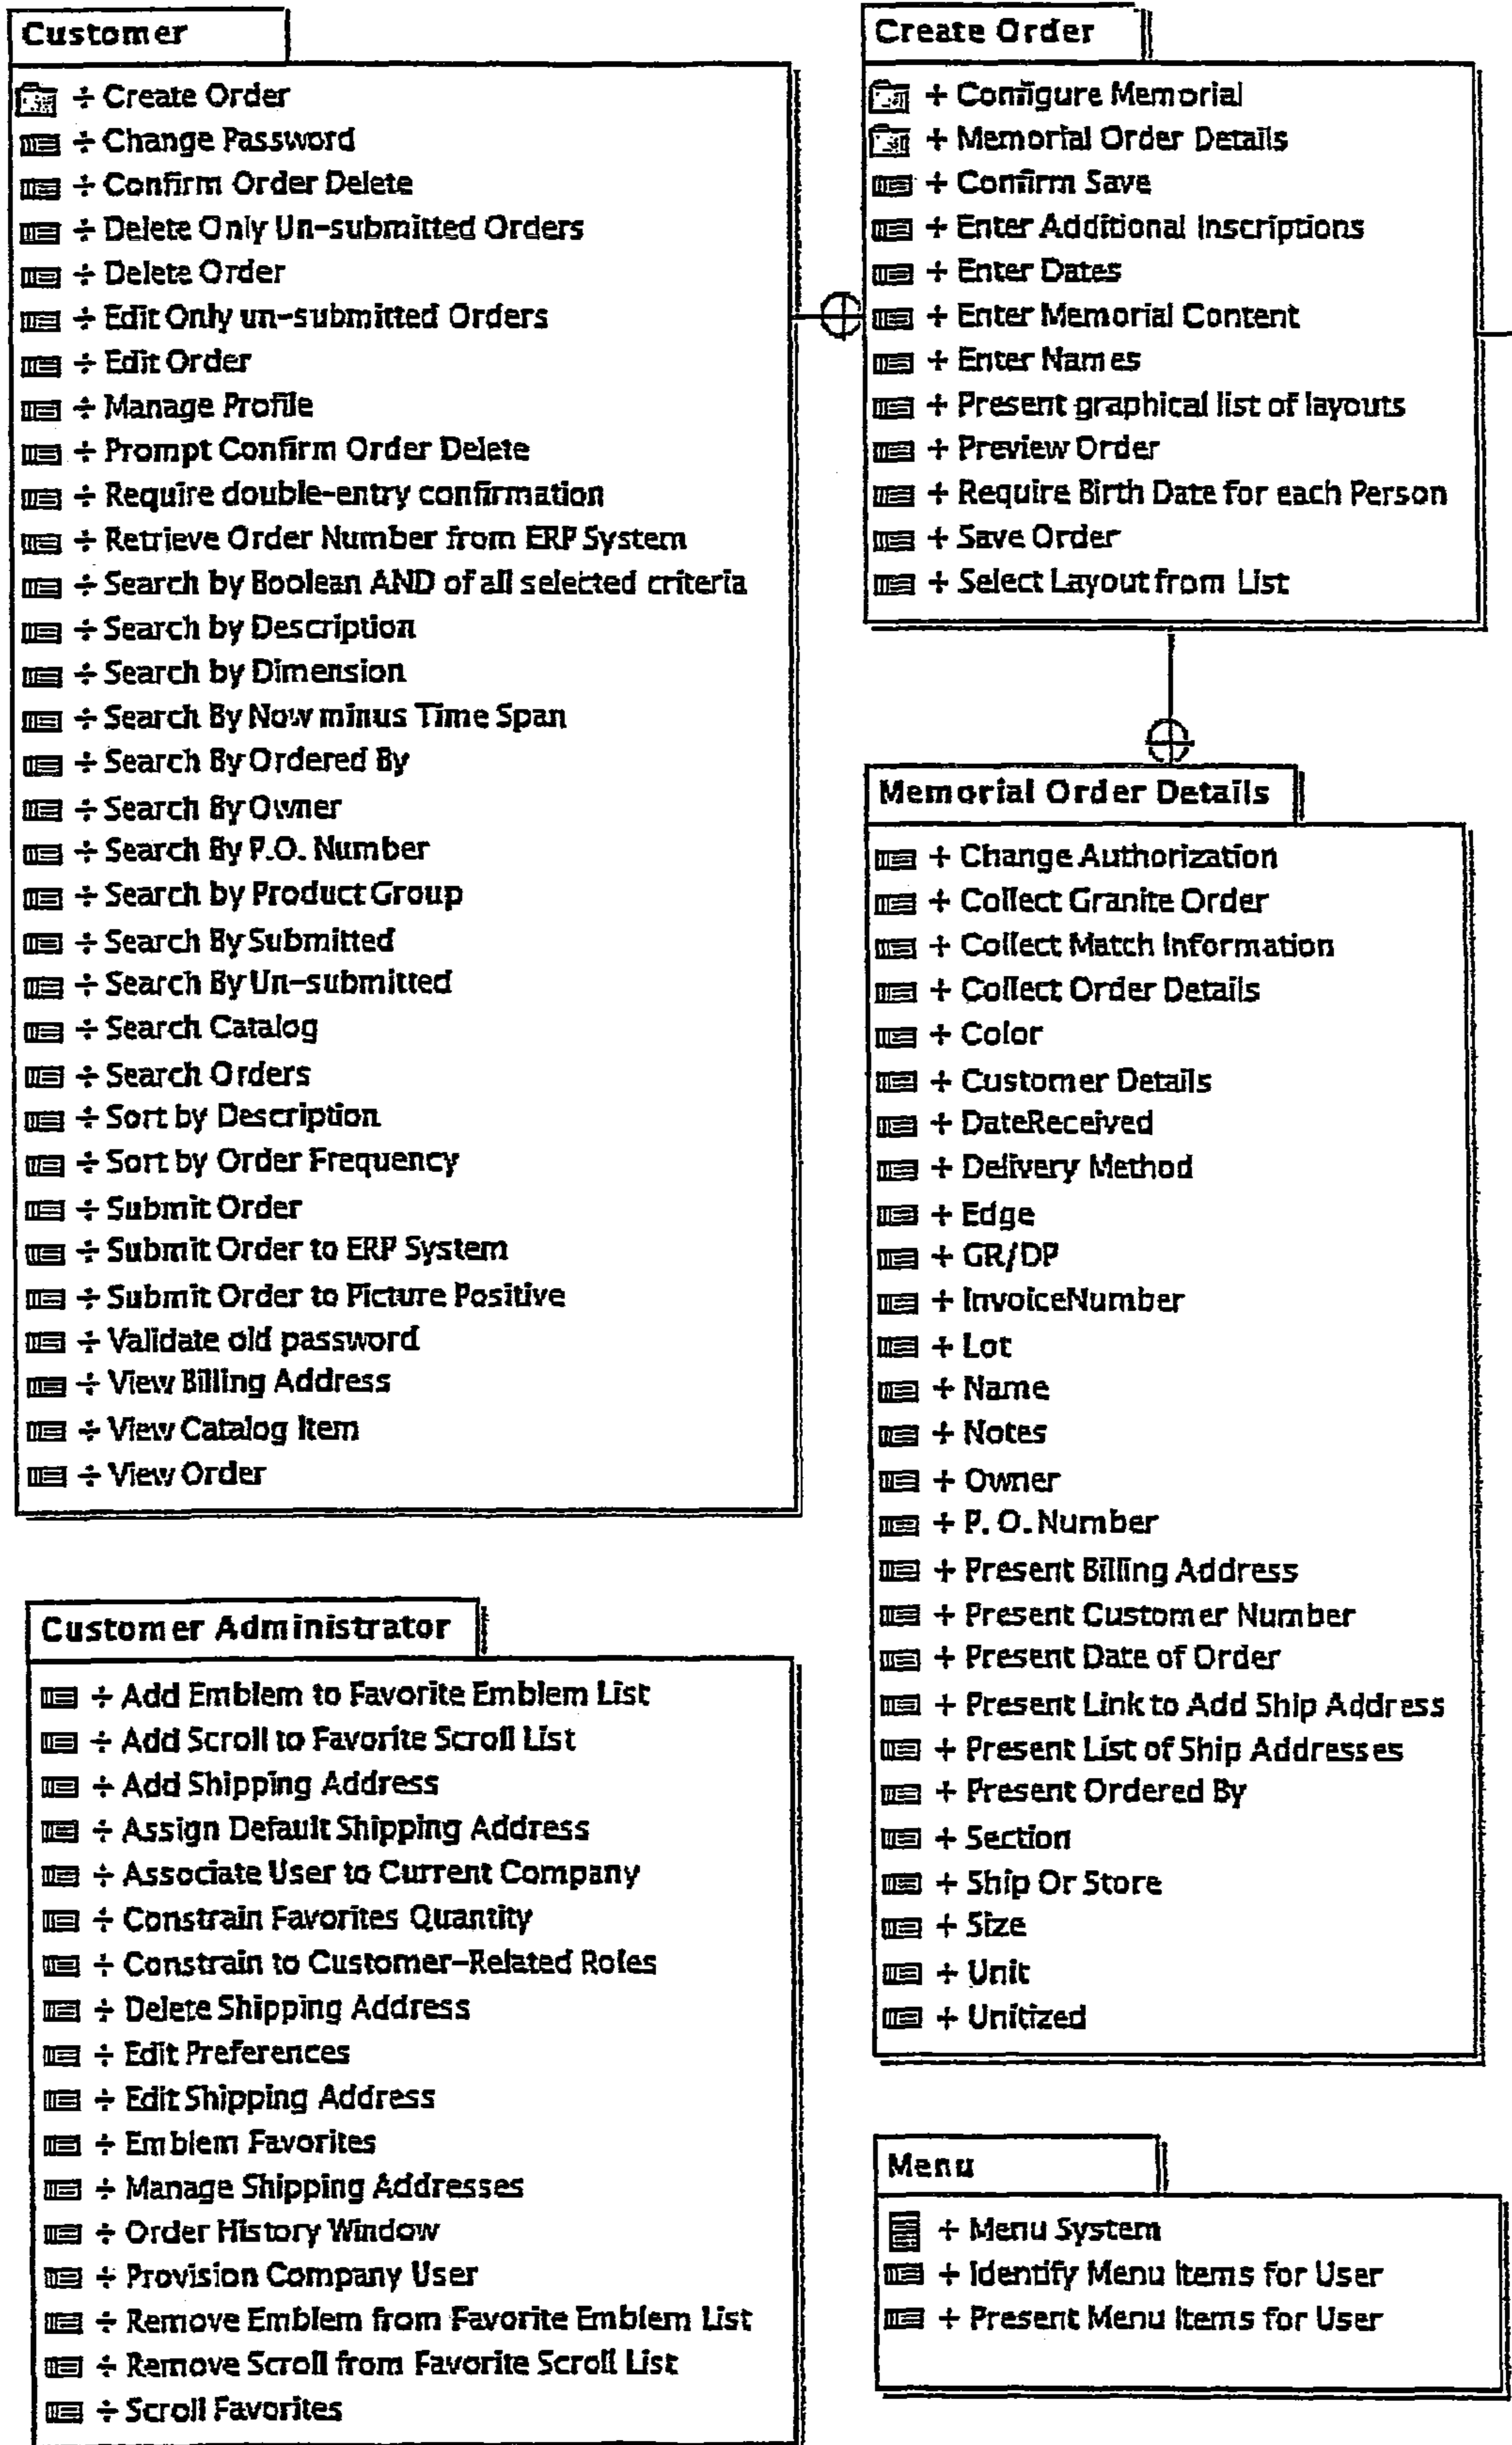 Customer
+ Create Order
+ Change Password
+ Confirm Order Delete
+ Delete Only Un-submitted Orders
+ Delete Order
+ Edit Only un-submitted Orders
+ Edit Order
+ Manage Profile
+ Prompt Confirm Order Delete
+ Require double-entry confirmation
+ Retrieve Order Number from ERP System
+ Search by Boolean AND of all selected criteria
+ Search by Description
+ Search by Dimension
+ Search By Now minus Time Span
+ Search By Ordered By
+ Search By Owner
+ Search By P.O. Number
+ Search by Product Group
+ Search By Submitted
+ Search By Un-submitted
+ Search Catalog
+ Search Orders
+ Sort by Description
+ Sort by Order Frequency
+ Submit Order
+ Submit Order to ERP System
+ Submit Order to Picture Positive
+ Validate old password
+ View Billing Address
+ View Catalog Item
+ View Order
Customer Administrator
+ Add Emblem to Favorite Emblem List
+ Add Scroll to Favorite Scroll List
+ Add Shipping Address
+ Assign Default Shipping Address
+ Associate User to Current Company
+ Constrain Favorites Quantity
+ Constrain to Customer-Related Roles
+ Delete Shipping Address
+ Edit Preferences
+ Edit Shipping Address
+ Emblem Favorites
+ Manage Shipping Addresses
+ Order History Window
+ Provision Company User
+ Remove Emblem from Favorite Emblem List
+ Remove Scroll from Favorite Scroll List
+ Scroll Favorites
Create Order
+ Configure Memorial
+ Memorial Order Details
+ Confirm Save
+ Enter Additional Inscriptions
+ Enter Dates
+ Enter Memorial Content
+ Enter Names
+ Present graphical list of layouts
+ Preview Order
+ Require Birth Date for each Person
+ Save Order
+ Select Layout from List
Memorial Order Details
+ Change Authorization
+ Collect Granite Order
+ Collect Match Information
+ Collect Order Details
+ Color
+ Customer Details
+ DateReceived
+ Delivery Method
+ Edge
+ GR/DP
+ InvoiceNumber
+ Lot
+ Name
+ Notes
+ Owner
+ P. O. Number
+ Present Billing Address
+ Present Customer Number
+ Present Date of Order
+ Present Link to Add Ship Address
+ Present List of Ship Addresses
+ Present Ordered By
+ Section
+ Ship Or Store
+ Size
+ Unit
+ Unitized
Menu
+ Menu System
+ Identify Menu Items for User
+ Present Menu Items for User